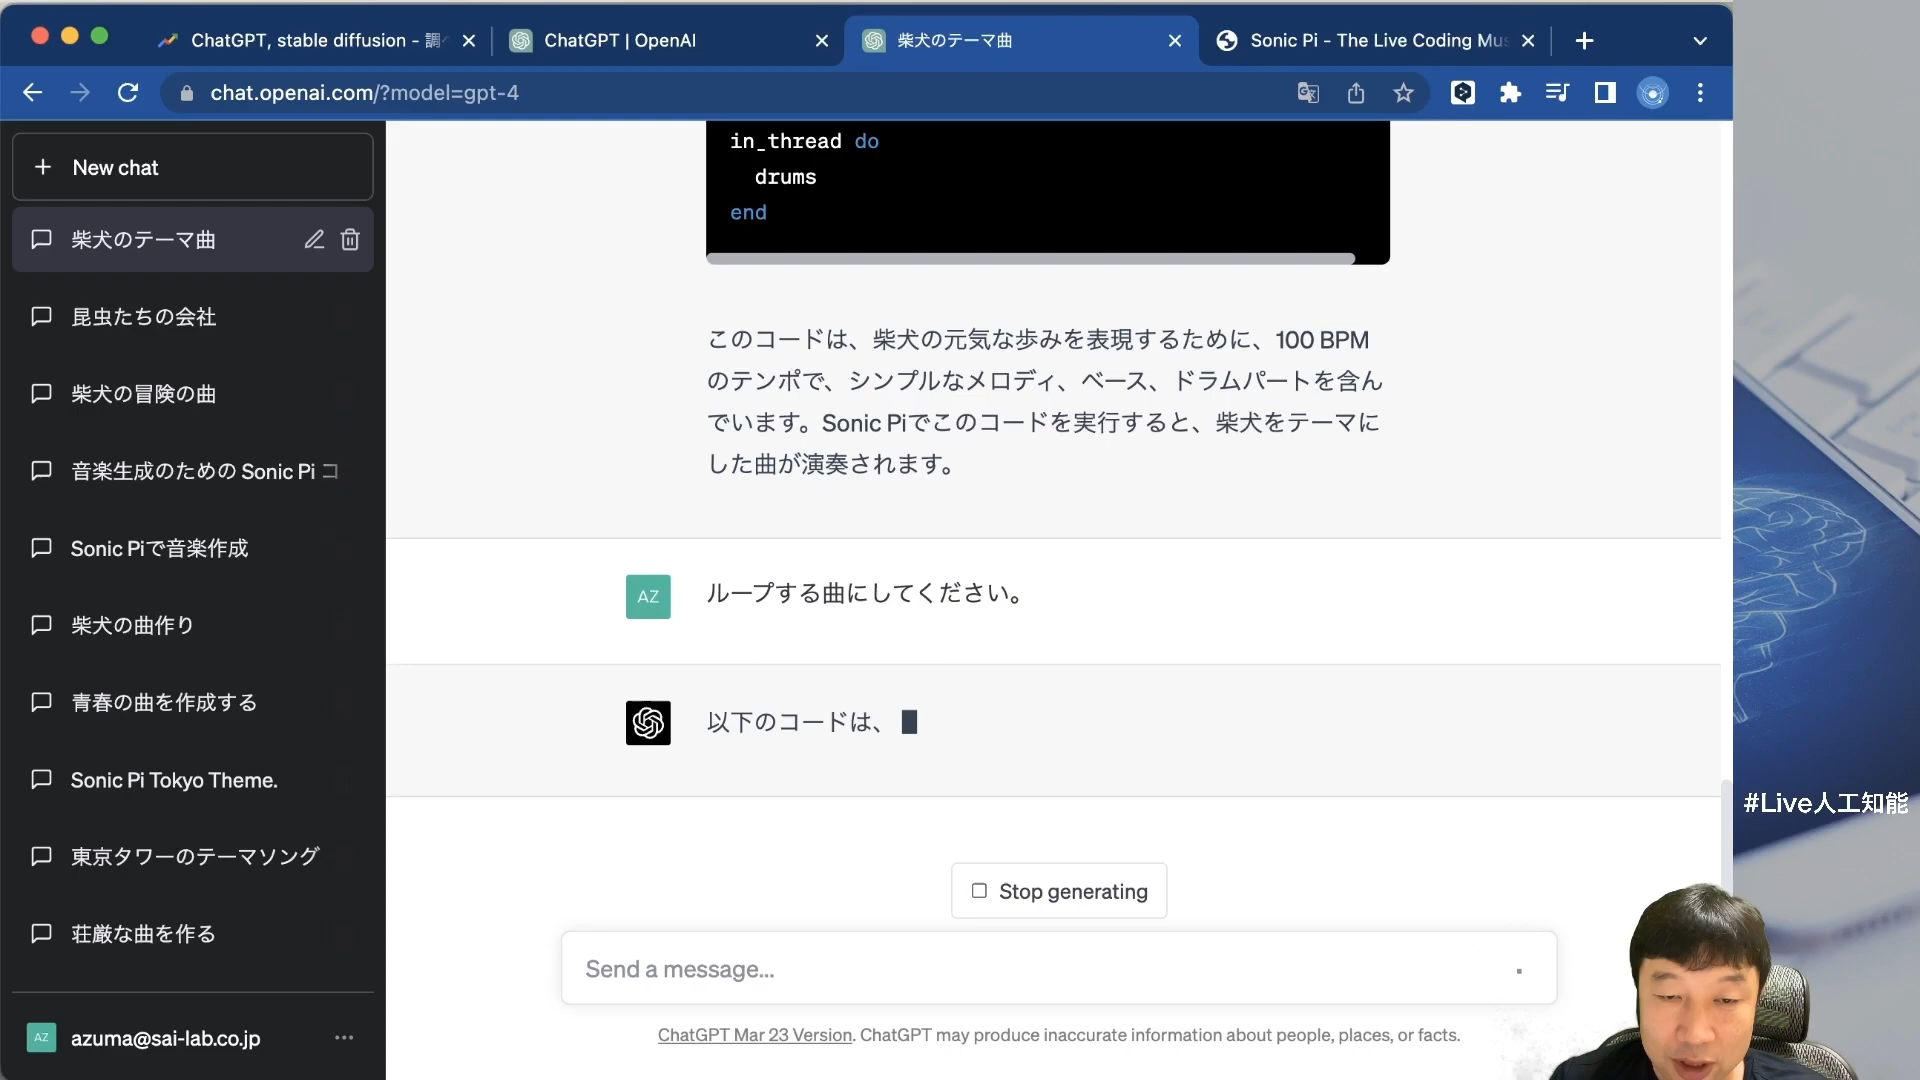 ChatGPT, stable diffusion - 調べ
ChatGPT | OpenAI
柴犬のテーマ曲
Sonic Pi - The Live Coding Mus
chat.openai.com/?model=gpt-4
New chat
柴犬のテーマ曲
昆虫たちの会社
柴犬の冒険の曲
音楽生成のための Sonic Pi コ
Sonic Piで音楽作成
柴犬の曲作り
青春の曲を作成する
Sonic Pi Tokyo Theme.
東京タワーのテーマソング
荘厳な曲を作る
AZ azuma@sai-lab.co.jp
in_thread do
drums
end
このコードは、柴犬の元気な歩みを表現するために、100 BPM
のテンポで、シンプルなメロディ、ベース、ドラムパートを含ん
でいます。Sonic Piでこのコードを実行すると、柴犬をテーマに
した曲が演奏されます。
AZ ループする曲にしてください。
以下のコードは、
Stop generating
Send a message...
ChatGPT Mar 23 Version. ChatGPT may produce inaccurate information about people, places, or facts.
#Live人工知能